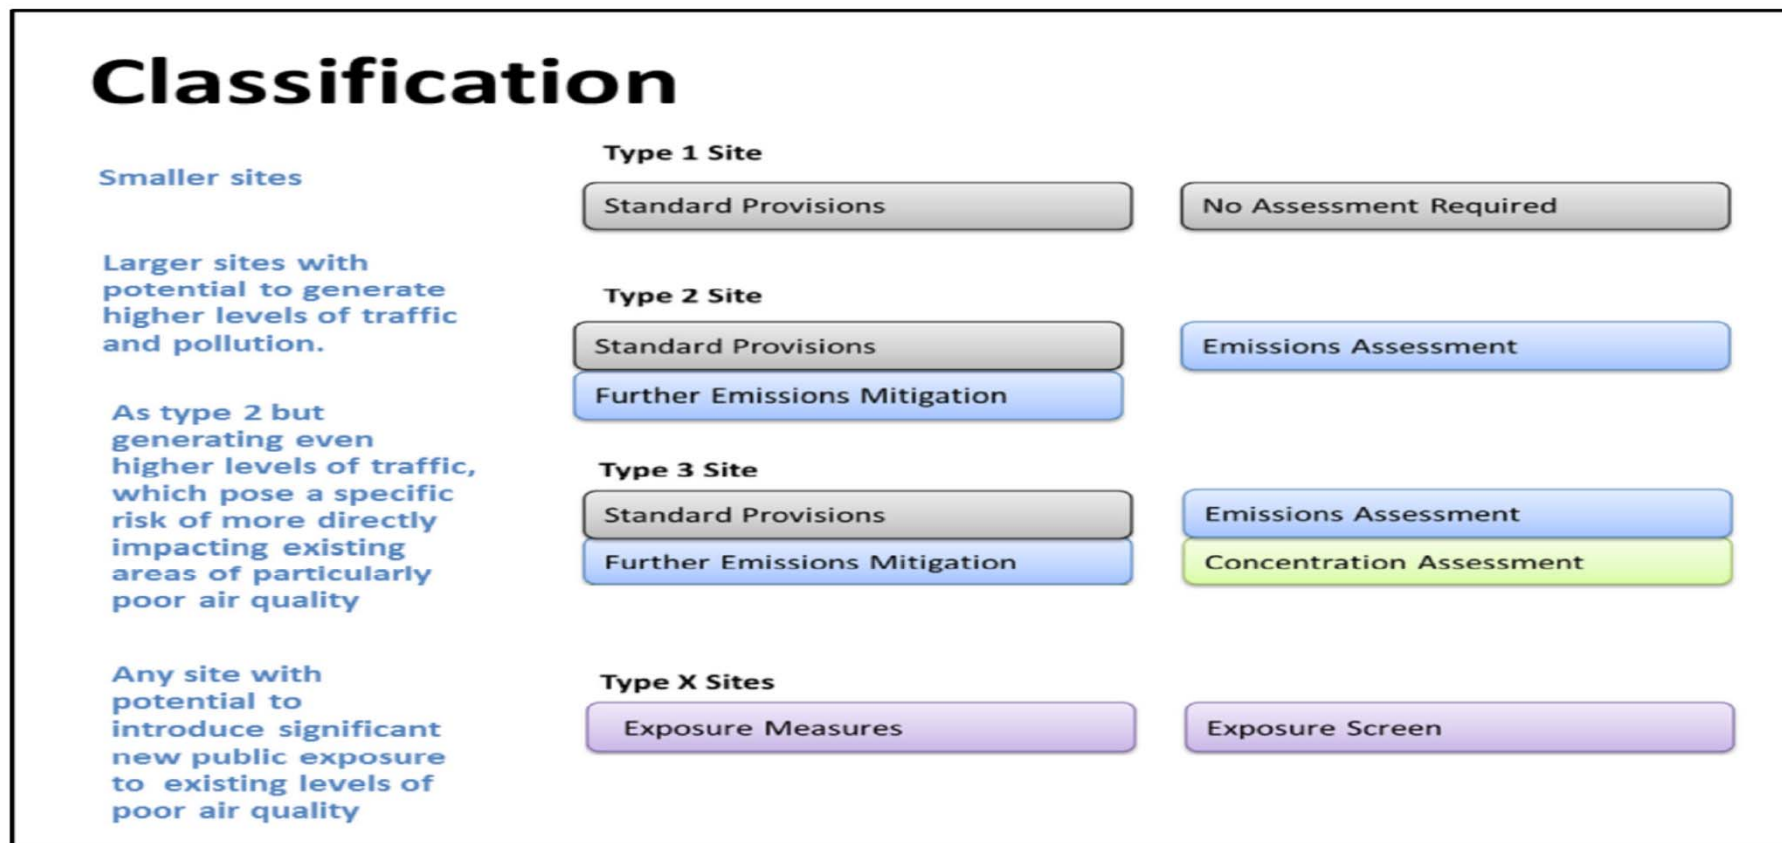 Classification
Smaller sites
Type 1 Site
Standard Provisions
No Assessment Required
Larger sites with
potential to generate
higher levels of traffic
and pollution.
Type 2 Site
Standard Provisions
Emissions Assessment
Further Emissions Mitigation
As type 2 but
generating even
higher levels of traffic,
which pose a specific
risk of more directly
impacting existing
areas of particularly
poor air quality
Type 3 Site
Standard Provisions
Emissions Assessment
Further Emissions Mitigation
Concentration Assessment
Any site with
potential to
introduce significant
new public exposure
to existing levels of
poor air quality
Type X Sites
Exposure Measures
Exposure Screen